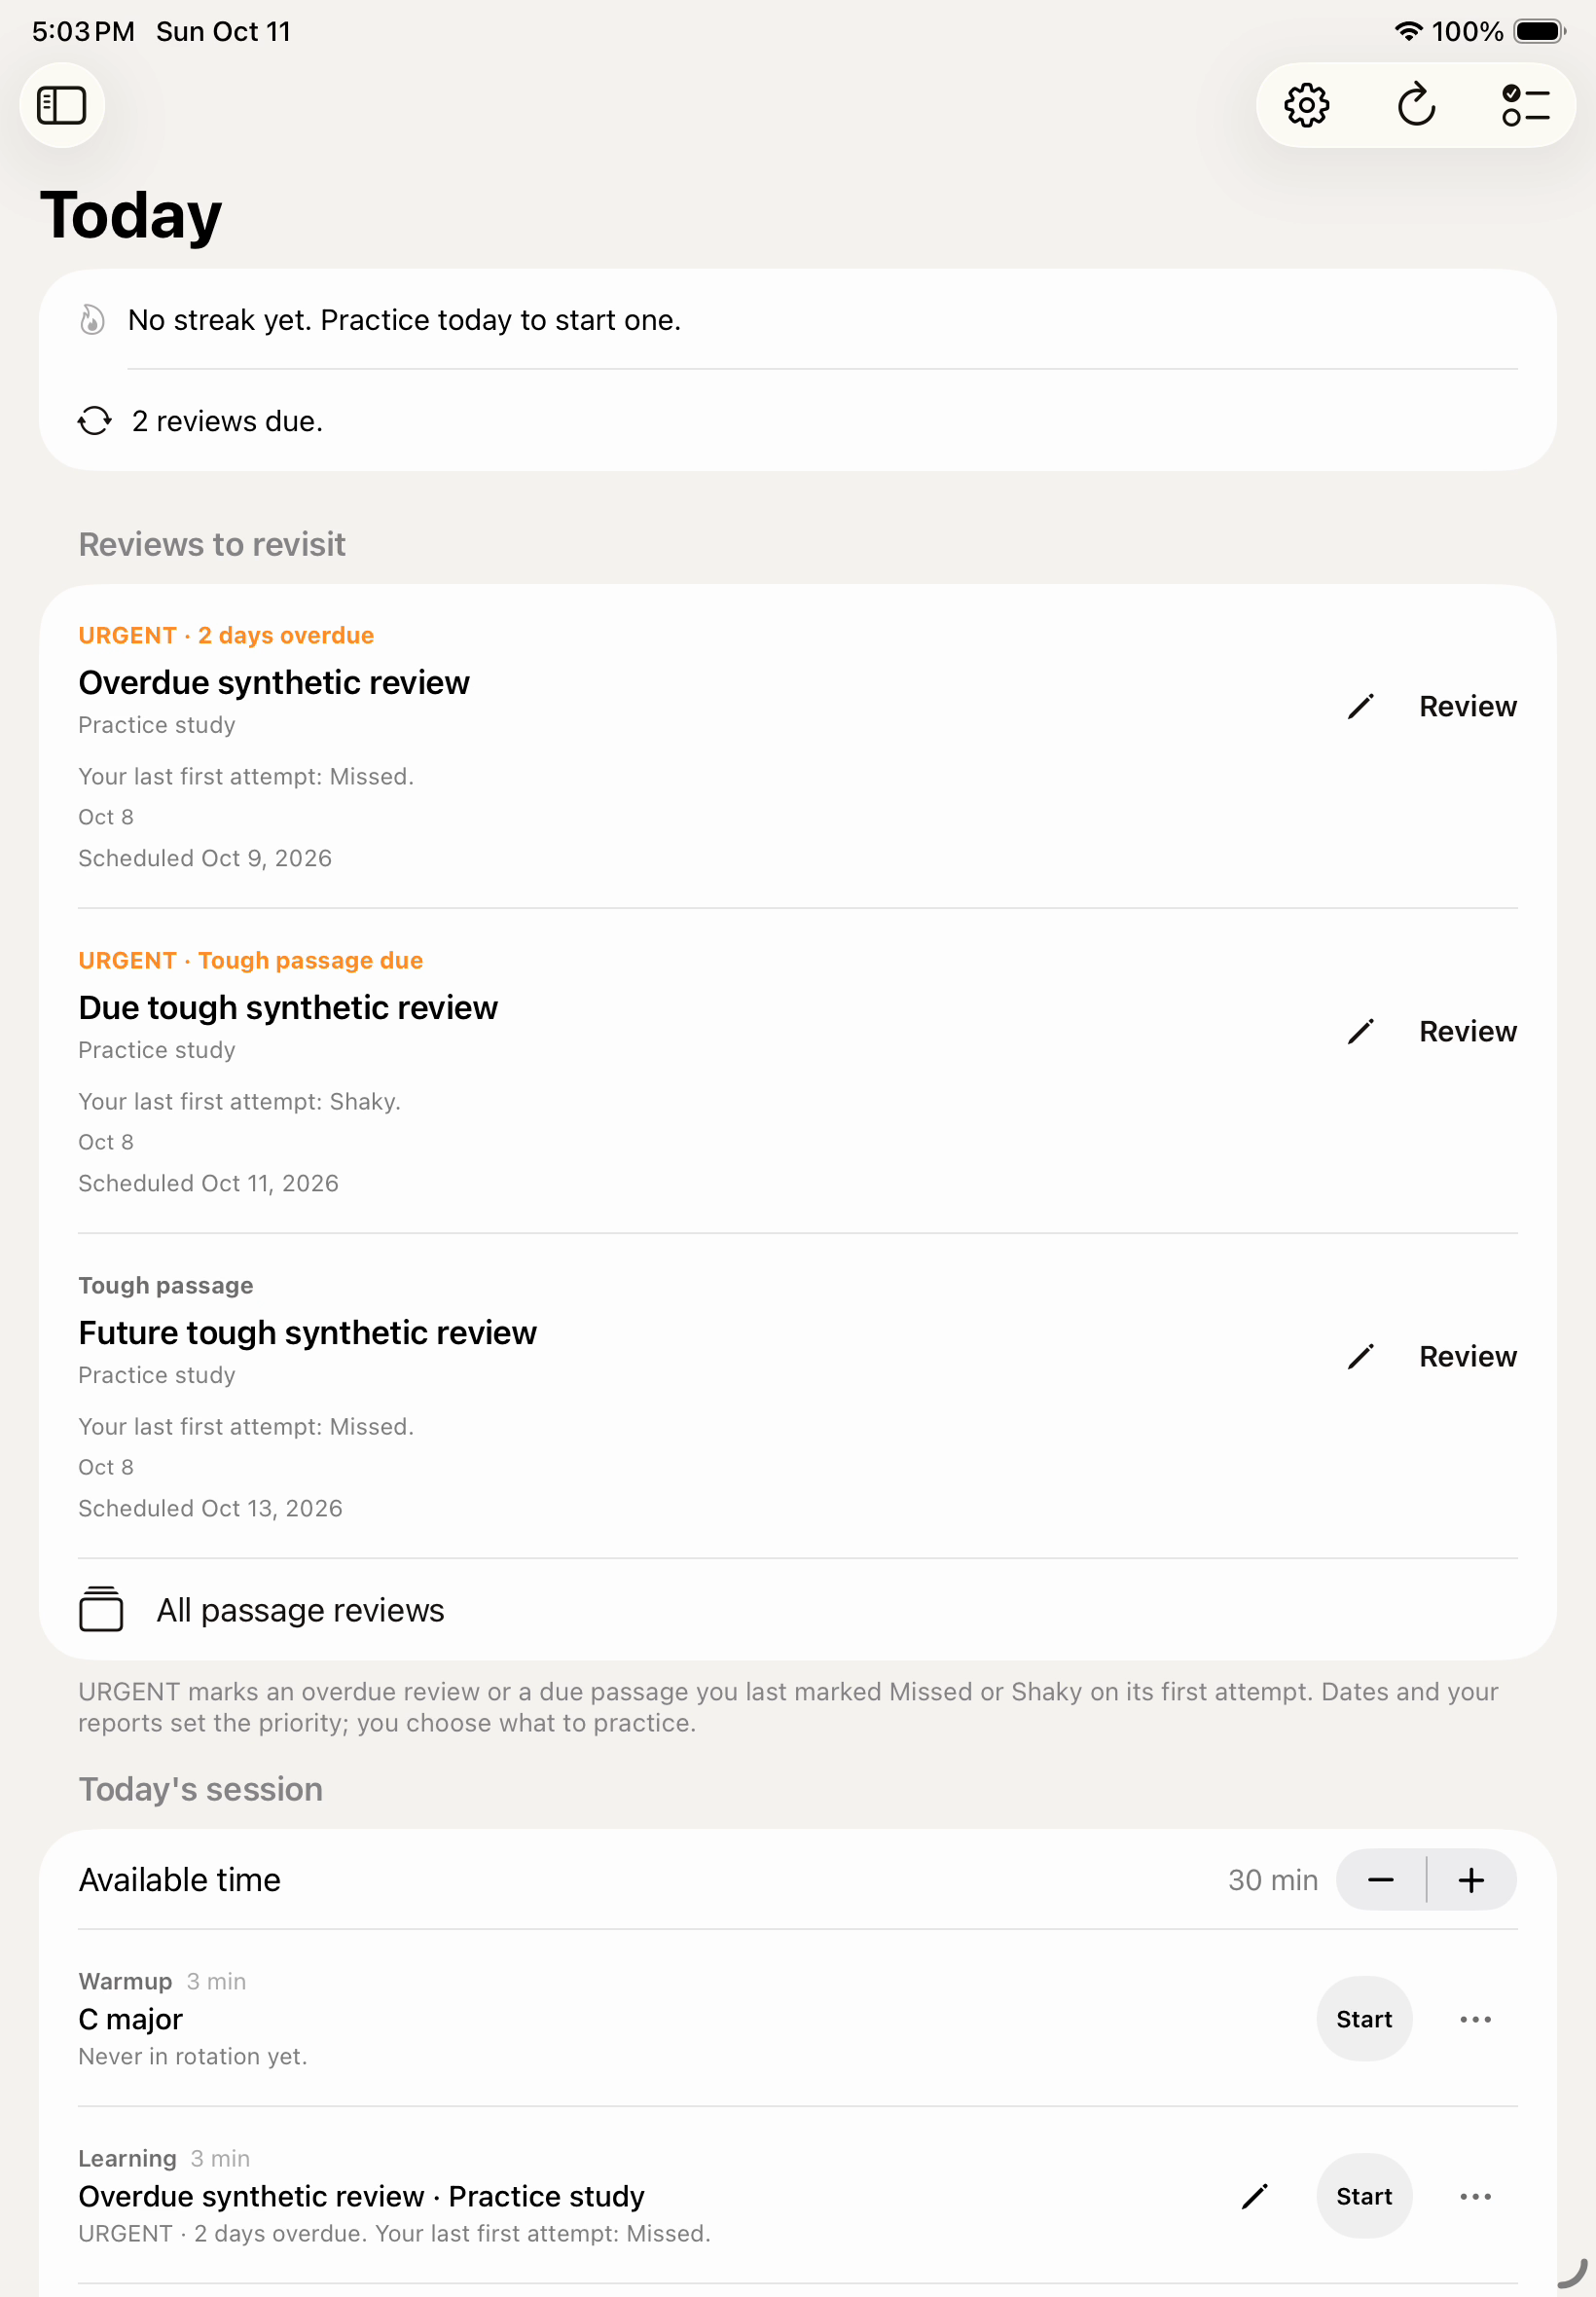 5:03 PM Sun Oct 11
100%
Today
No streak yet. Practice today to start one.
2 reviews due.
Reviews to revisit
URGENT · 2 days overdue
Overdue synthetic review
Practice study
Review
Your last first attempt: Missed.
Oct 8
Scheduled Oct 9, 2026
URGENT · Tough passage due
Due tough synthetic review
Practice study
Review
Your last first attempt: Shaky.
Oct 8
Scheduled Oct 11, 2026
Tough passage
Future tough synthetic review
Practice study
Review
Your last first attempt: Missed.
Oct 8
Scheduled Oct 13, 2026
All passage reviews
URGENT marks an overdue review or a due passage you last marked Missed or Shaky on its first attempt. Dates and your
reports set the priority; you choose what to practice.
Today's session
Available time
30 min
Warmup 3 min
C major
Never in rotation yet.
Start
Learning 3 min
Overdue synthetic review · Practice study
URGENT · 2 days overdue. Your last first attempt: Missed.
Start